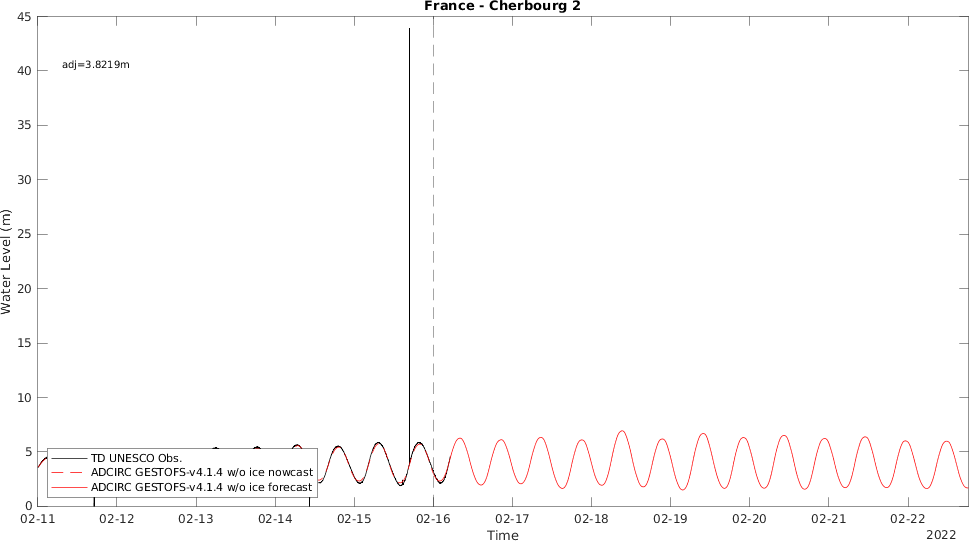 France - Cherbourg 2
45
40
35
30
25
20
15
10
5
0
adj=3.8219m
Water Level (m)
TD UNESCO Obs.
ADCIRC GESTOFS-v4.1.4 w/o ice nowcast
ADCIRC GESTOFS-v4.1.4 w/o ice forecast
02-11 02-12 02-13 02-14 02-15 02-16 02-17 02-18 02-19 02-20 02-21 02-22
Time
2022